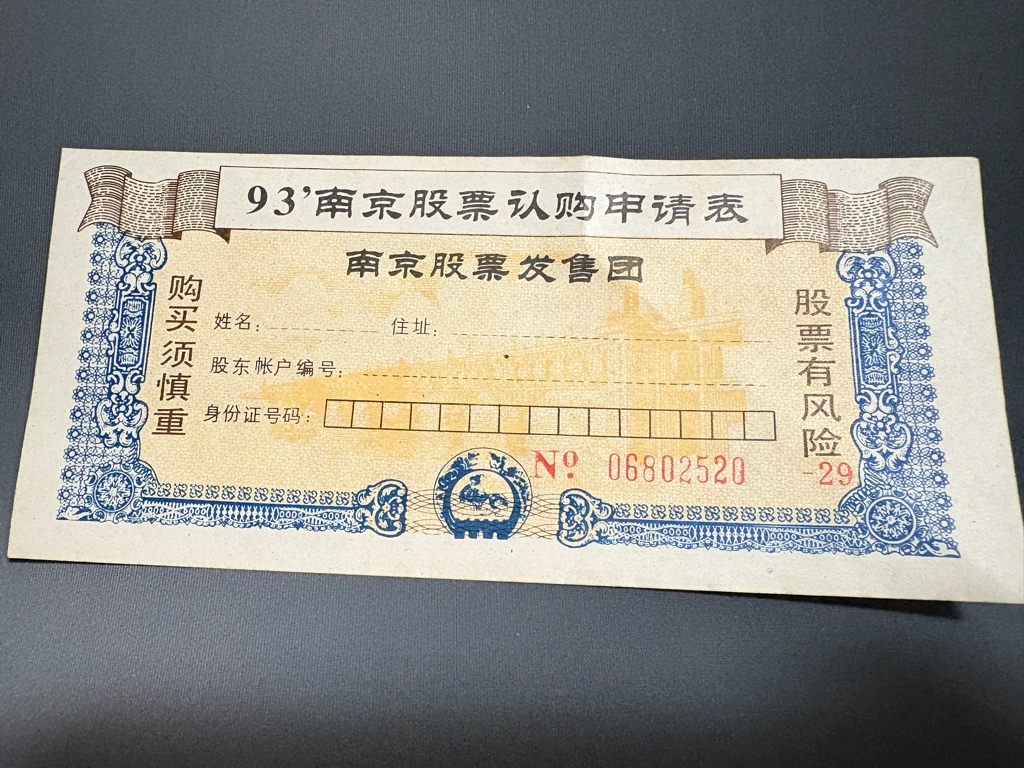 93'南京股票认购申请表
南京股票发售团
购买须慎重
姓名: 住址:
股东帐户编号:
身份证号码:
股票有风险
Nº 06802520 -29